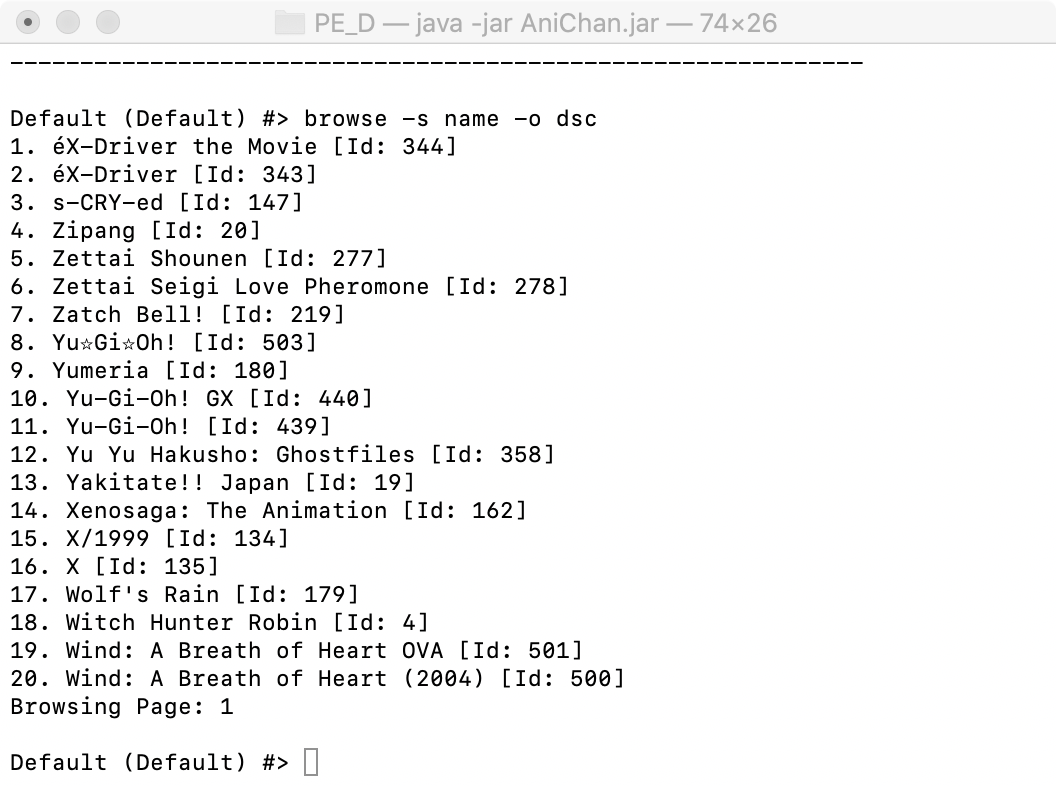 PE_D — java -jar AniChan.jar — 74×26
-------------------------------------------------------------
Default (Default) #> browse -s name -o dsc
1. éX-Driver the Movie [Id: 344]
2. éX-Driver [Id: 343]
3. s-CRY-ed [Id: 147]
4. Zipang [Id: 20]
5. Zettai Shounen [Id: 277]
6. Zettai Seigi Love Pheromone [Id: 278]
7. Zatch Bell! [Id: 219]
8. Yu☆Gi☆Oh! [Id: 503]
9. Yumeria [Id: 180]
10. Yu-Gi-Oh! GX [Id: 440]
11. Yu-Gi-Oh! [Id: 439]
12. Yu Yu Hakusho: Ghostfiles [Id: 358]
13. Yakitate!! Japan [Id: 19]
14. Xenosaga: The Animation [Id: 162]
15. X/1999 [Id: 134]
16. X [Id: 135]
17. Wolf's Rain [Id: 179]
18. Witch Hunter Robin [Id: 4]
19. Wind: A Breath of Heart OVA [Id: 501]
20. Wind: A Breath of Heart (2004) [Id: 500]
Browsing Page: 1
Default (Default) #>